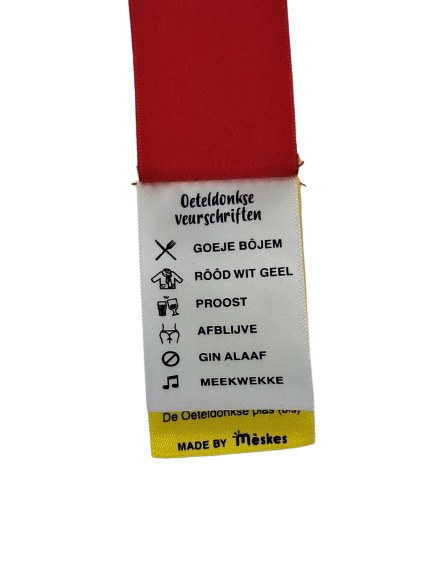 Oeteldonkse
veurschriften
GOEJE BÔJEM
RÔÔD WIT GEEL
PROOST
AFBLIJVE
GIN ALAAF
MEEKWEKKE
De Oeteldonkse plas
MADE BY Mèskes